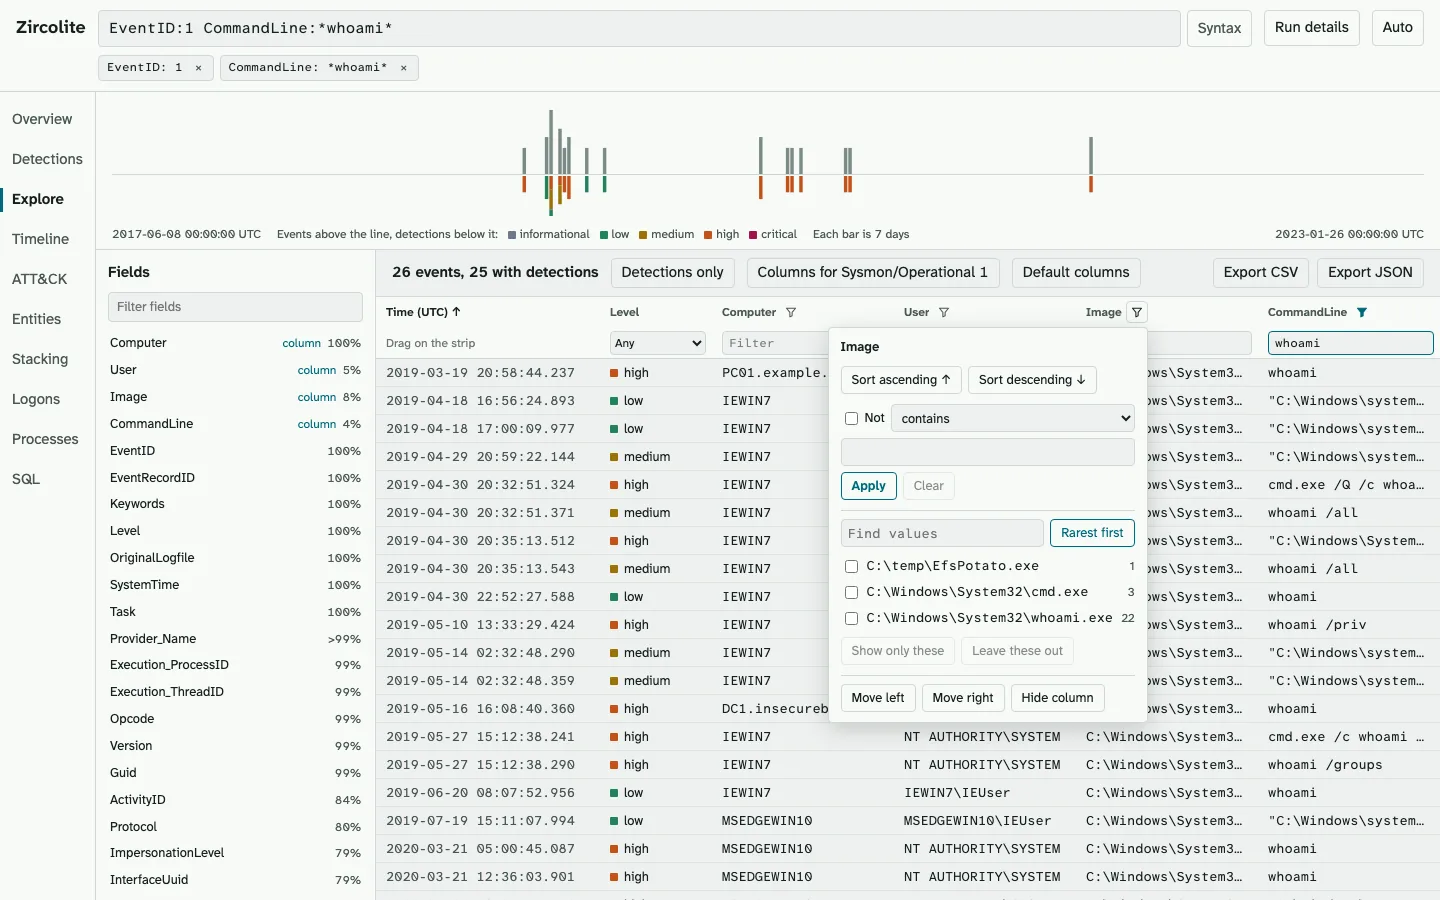 Zircolite
EventID:1 CommandLine:*whoami*
Syntax
Run details
Auto
EventID: 1 ×
CommandLine: *whoami* ×
Overview
Detections
Explore
Timeline
ATT&CK
Entities
Stacking
Logons
Processes
SQL
2017-06-08 00:00:00 UTC
Events above the line, detections below it:
informational
low
medium
high
critical
Each bar is 7 days
2023-01-26 00:00:00 UTC
Fields
Filter fields
Computer column 100%
User column 5%
Image column 8%
CommandLine column 4%
EventID 100%
EventRecordID 100%
Keywords 100%
Level 100%
OriginalLogfile 100%
SystemTime 100%
Task 100%
Provider_Name >99%
Execution_ProcessID 99%
Execution_ThreadID 99%
Opcode 99%
Version 99%
Guid 99%
ActivityID 84%
Protocol 80%
ImpersonationLevel 79%
InterfaceUuid 79%
26 events, 25 with detections
Detections only
Columns for Sysmon/Operational 1
Default columns
Export CSV
Export JSON
Time (UTC) ↑ Level Computer User Image CommandLine
Drag on the strip Any Filter whoami
2019-03-19 20:58:44.237 high PC01.example. ws\System3… whoami
2019-04-18 16:56:24.893 low IEWIN7 ws\System3… "C:\Windows\system…
2019-04-18 17:00:09.977 low IEWIN7 ws\System3… "C:\Windows\system…
2019-04-29 20:59:22.144 medium IEWIN7 ws\System3… "C:\Windows\system…
2019-04-30 20:32:51.324 high IEWIN7 ws\System3… cmd.exe /Q /c whoa…
2019-04-30 20:32:51.371 medium IEWIN7 ws\System3… whoami /all
2019-04-30 20:35:13.512 high IEWIN7 ws\System3… "C:\Windows\System…
2019-04-30 20:35:13.543 medium IEWIN7 ws\System3… whoami /all
2019-04-30 22:52:27.588 low IEWIN7 ws\System3… whoami
2019-05-10 13:33:29.424 high IEWIN7 ws\System3… whoami /priv
2019-05-14 02:32:48.290 medium IEWIN7 ws\System3… "C:\Windows\System…
2019-05-14 02:32:48.359 medium IEWIN7 ws\System3… "C:\Windows\system…
2019-05-16 16:08:40.360 high DC1.insecureb ws\System3… whoami
2019-05-27 15:12:38.241 high IEWIN7 NT AUTHORITY\SYSTEM C:\Windows\System3… cmd.exe /c whoami …
2019-05-27 15:12:38.290 high IEWIN7 NT AUTHORITY\SYSTEM C:\Windows\System3… whoami /groups
2019-06-20 08:07:52.956 low IEWIN7 IEWIN7\IEUser C:\Windows\System3… whoami
2019-07-19 15:11:07.994 low MSEDGEWIN10 MSEDGEWIN10\IEUser C:\Windows\System3… "C:\Windows\system…
2020-03-21 05:00:45.087 high MSEDGEWIN10 NT AUTHORITY\SYSTEM C:\Windows\System3… whoami
2020-03-21 12:36:03.901 high MSEDGEWIN10 NT AUTHORITY\SYSTEM C:\Windows\System3… whoami
Image
Sort ascending ↑
Sort descending ↓
Not contains
Apply
Clear
Find values
Rarest first
C:\temp\EfsPotato.exe 1
C:\Windows\System32\cmd.exe 3
C:\Windows\System32\whoami.exe 22
Show only these
Leave these out
Move left
Move right
Hide column